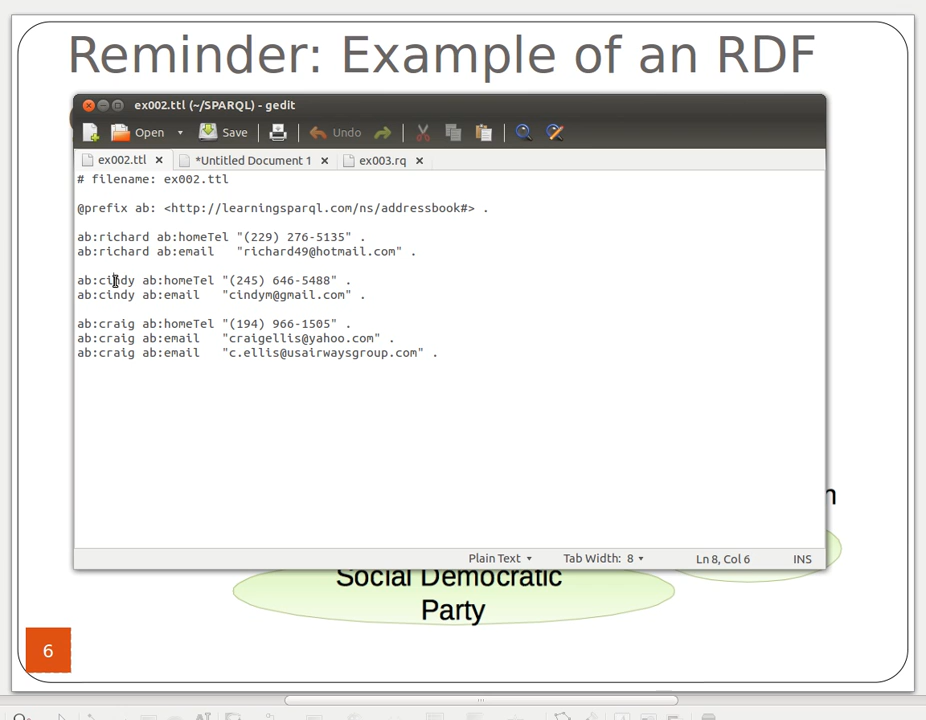 Reminder: Example of an RDF
ex002.ttl (~/SPARQL) - gedit
Open Save Undo
ex002.ttl *Untitled Document 1 ex003.rq
# filename: ex002.ttl
@prefix ab: <http://learningsparql.com/ns/addressbook#> .
ab:richard ab:homeTel "(229) 276-5135" .
ab:richard ab:email "richard49@hotmail.com" .
ab:cindy ab:homeTel "(245) 646-5488" .
ab:cindy ab:email "cindym@gmail.com" .
ab:craig ab:homeTel "(194) 966-1505" .
ab:craig ab:email "craigellis@yahoo.com" .
ab:craig ab:email "c.ellis@usairwaysgroup.com" .
n
Plain Text Tab Width: 8 Ln 8, Col 6 INS
Social Democratic
Party
6